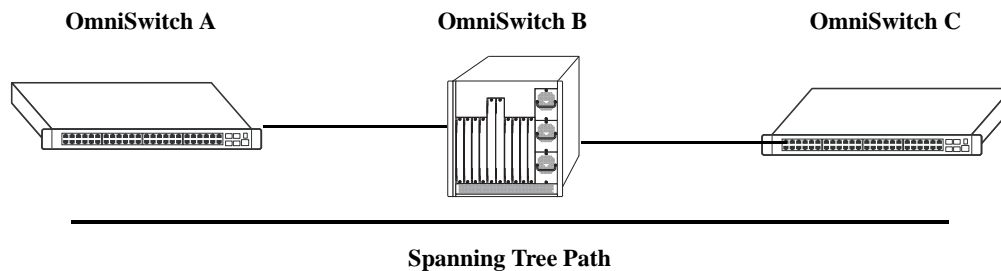 OmniSwitch A
OmniSwitch B
OmniSwitch C
Spanning Tree Path